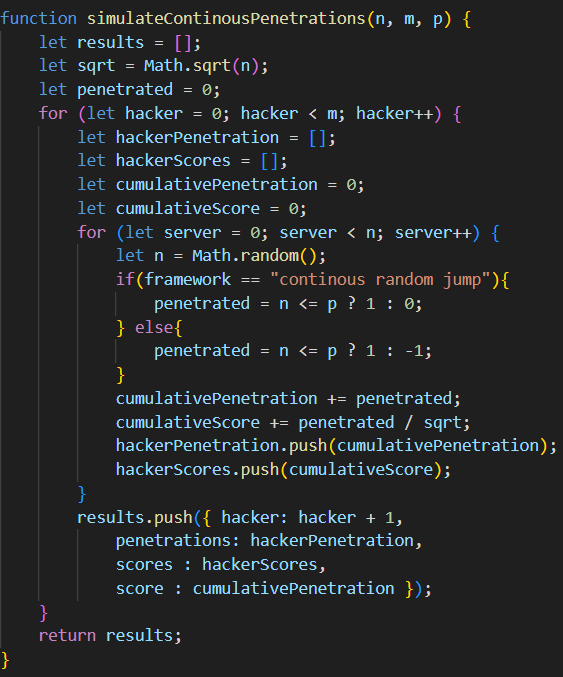 function simulateContinousPenetrations(n, m, p) {
    let results = [];
    let sqrt = Math.sqrt(n);
    let penetrated = 0;
    for (let hacker = 0; hacker < m; hacker++) {
        let hackerPenetration = [];
        let hackerScores = [];
        let cumulativePenetration = 0;
        let cumulativeScore = 0;
        for (let server = 0; server < n; server++) {
            let n = Math.random();
            if(framework == "continous random jump"){
                penetrated = n <= p ? 1 : 0;
            } else{
                penetrated = n <= p ? 1 : -1;
            }
            cumulativePenetration += penetrated;
            cumulativeScore += penetrated / sqrt;
            hackerPenetration.push(cumulativePenetration);
            hackerScores.push(cumulativeScore);
        }
        results.push({ hacker: hacker + 1,
            penetrations: hackerPenetration,
            scores : hackerScores,
            score : cumulativePenetration });
    }
    return results;
}